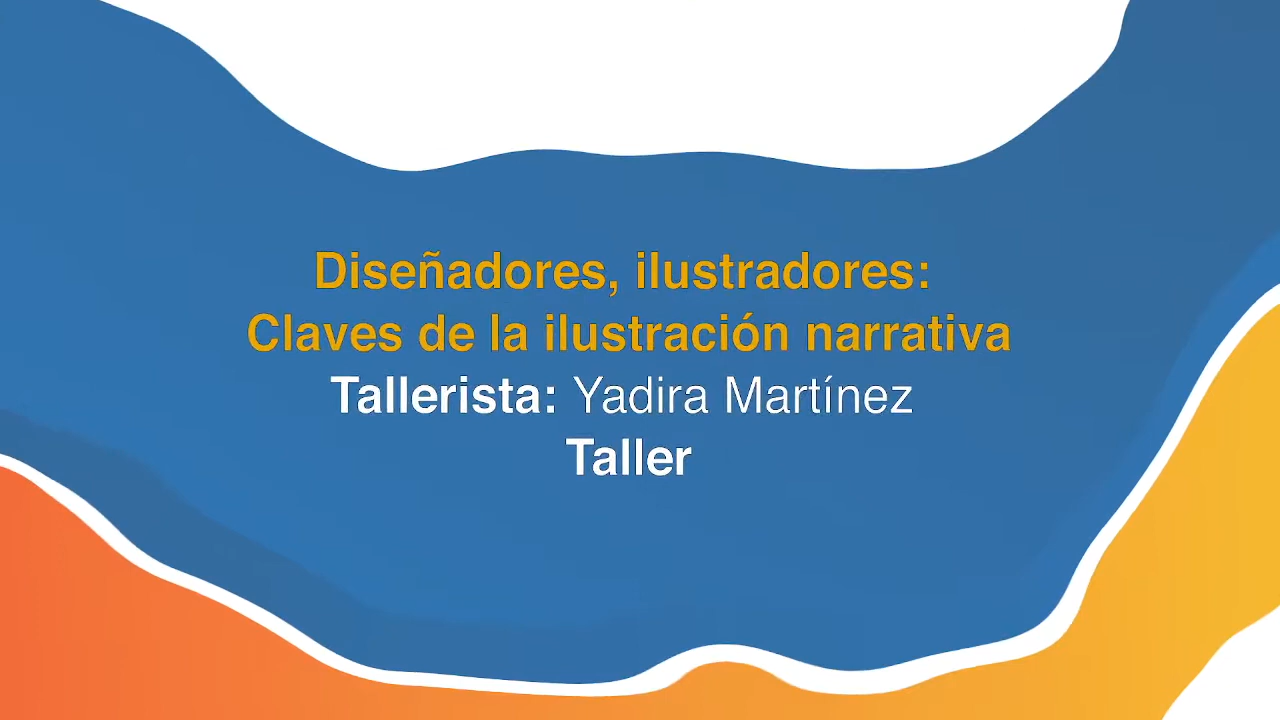 Diseñadores, ilustradores:
Claves de la ilustración narrativa
Tallerista: Yadira Martínez
Taller